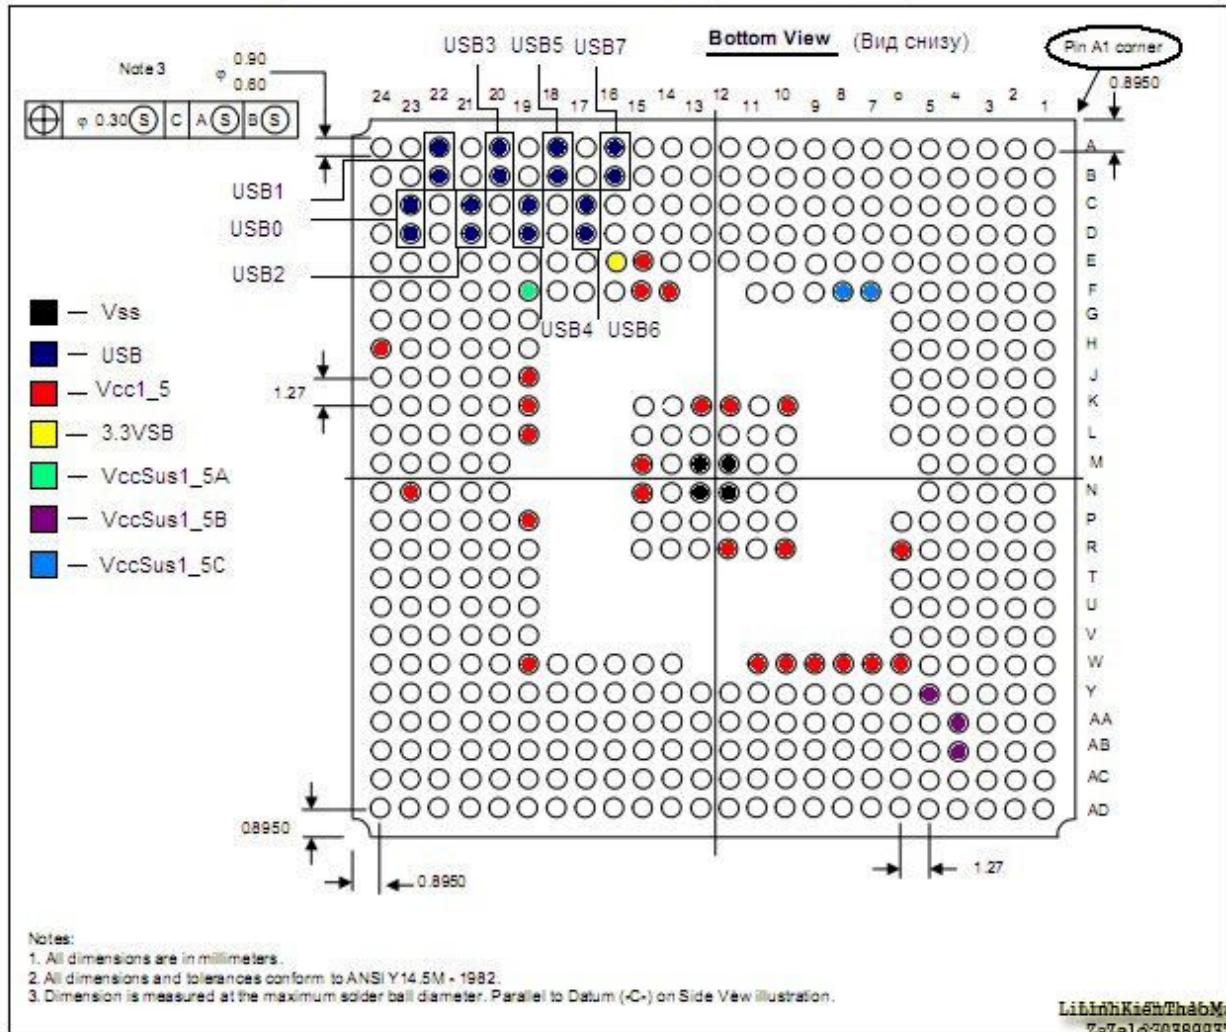 USB3 USB5 USB7
Bottom View (Вид снизу)
Pin A1 corner
Note 3
φ 0.90
0.60
0.8950
24 23 22 21 20 19 18 17 16 15 14 13 12 11 10 9 8 7 6 5 4 3 2 1
φ 0.30 S C A S B S
A
B
C
D
E
F
G
H
J
K
L
M
N
P
R
T
U
V
W
Y
AA
AB
AC
AD
USB1
USB0
USB2
USB4 USB6
Vss
USB
Vcc1_5
3.3VSB
VccSus1_5A
VccSus1_5B
VccSus1_5C
1.27
08950
0.8950
1.27
Notes:
1. All dimensions are in millimeters.
2. All dimensions and tolerances conform to ANSI Y14.5M - 1982.
3. Dimension is measured at the maximum solder ball diameter. Parallel to Datum (-C-) on Side Vew illustration.